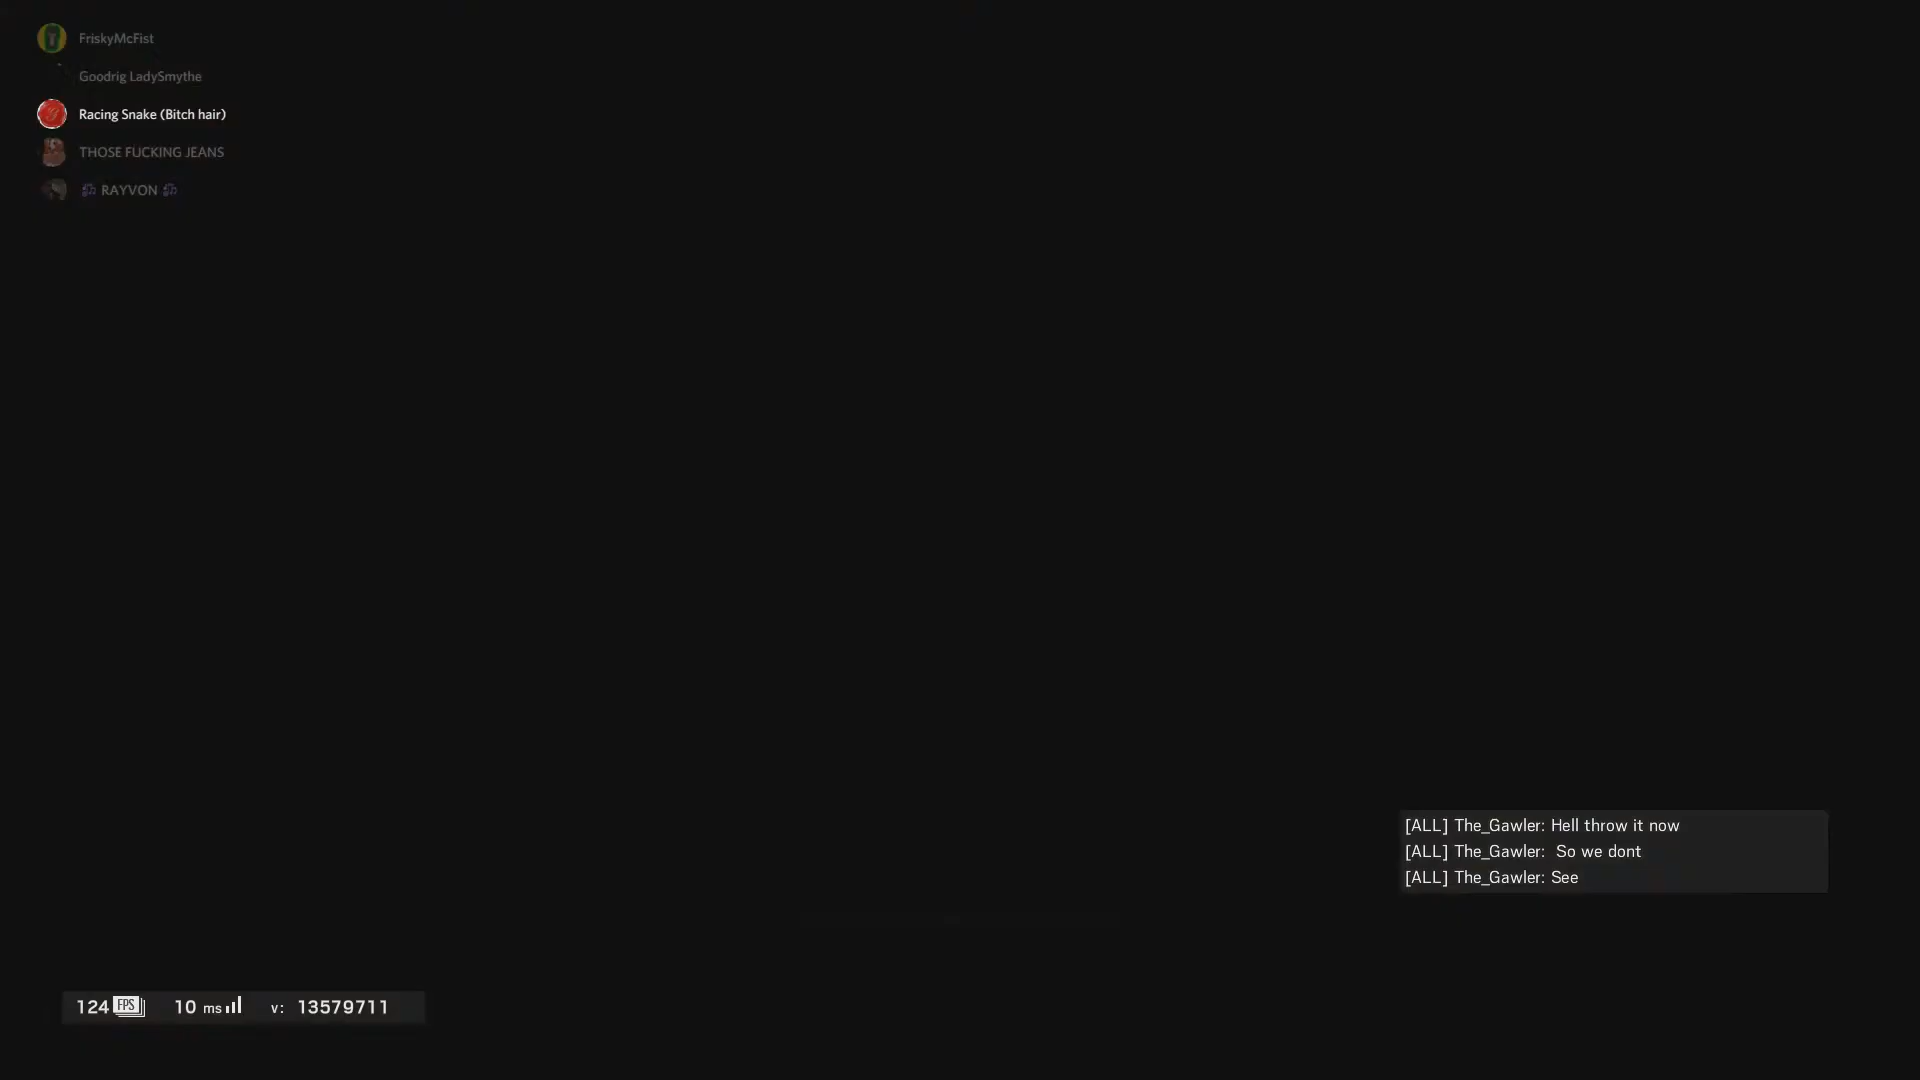 FriskyMcFist
Goodrig LadySmythe
Racing Snake (Bitch hair)
THOSE FUCKING JEANS
🎶 RAYVON 🎶
[ALL] The_Gawler: Hell throw it now
[ALL] The_Gawler:  So we dont
[ALL] The_Gawler: See
124 FPS 10 ms v: 13579711